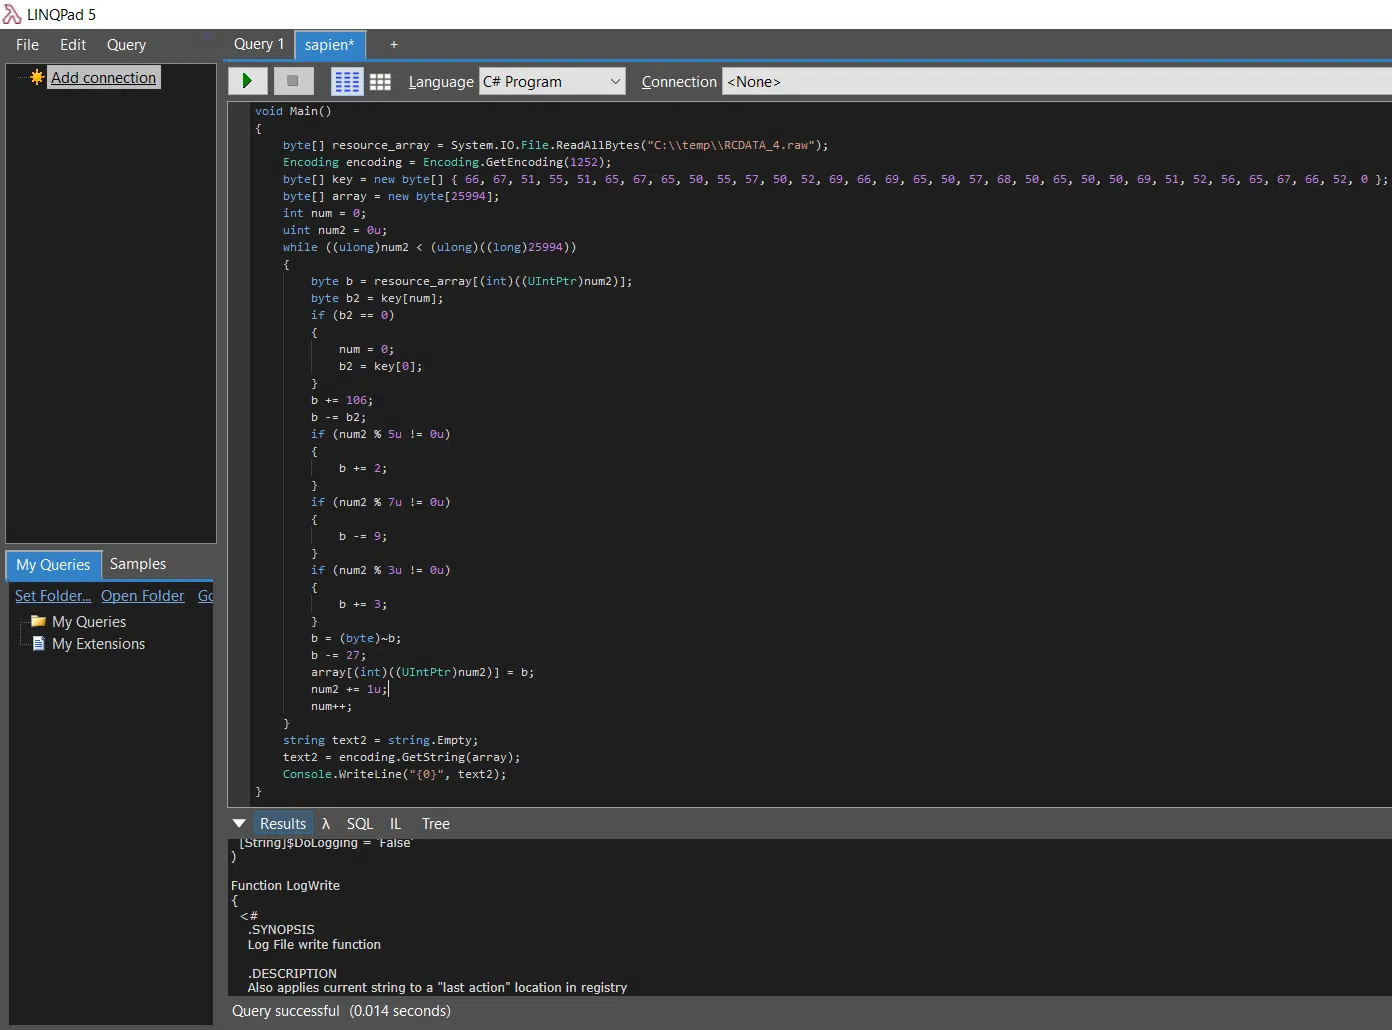 LINQPad 5
File Edit Query
Query 1 sapien* +
Add connection
Language C# Program Connection <None>
void Main()
{
byte[] resource_array = System.IO.File.ReadAllBytes("C:\\temp\\RCDATA_4.raw");
Encoding encoding = Encoding.GetEncoding(1252);
byte[] key = new byte[] { 66, 67, 51, 55, 51, 65, 67, 65, 50, 55, 57, 50, 52, 69, 66, 69, 65, 50, 57, 68, 50, 65, 50, 50, 69, 51, 52, 56, 65, 67, 66, 52, 0 };
byte[] array = new byte[25994];
int num = 0;
uint num2 = 0u;
while ((ulong)num2 < (ulong)((long)25994))
{
byte b = resource_array[(int)((UIntPtr)num2)];
byte b2 = key[num];
if (b2 == 0)
{
num = 0;
b2 = key[0];
}
b += 106;
b -= b2;
if (num2 % 5u != 0u)
{
b += 2;
}
if (num2 % 7u != 0u)
{
b -= 9;
}
if (num2 % 3u != 0u)
{
b += 3;
}
b = (byte)~b;
b -= 27;
array[(int)((UIntPtr)num2)] = b;
num2 += 1u;
num++;
}
string text2 = string.Empty;
text2 = encoding.GetString(array);
Console.WriteLine("{0}", text2);
}
My Queries Samples
Set Folder... Open Folder Go
My Queries
My Extensions
Results λ SQL IL Tree
[String]$DoLogging = 'False'
)
Function LogWrite
{
<#
.SYNOPSIS
Log File write function
.DESCRIPTION
Also applies current string to a "last action" location in registry
Query successful (0.014 seconds)